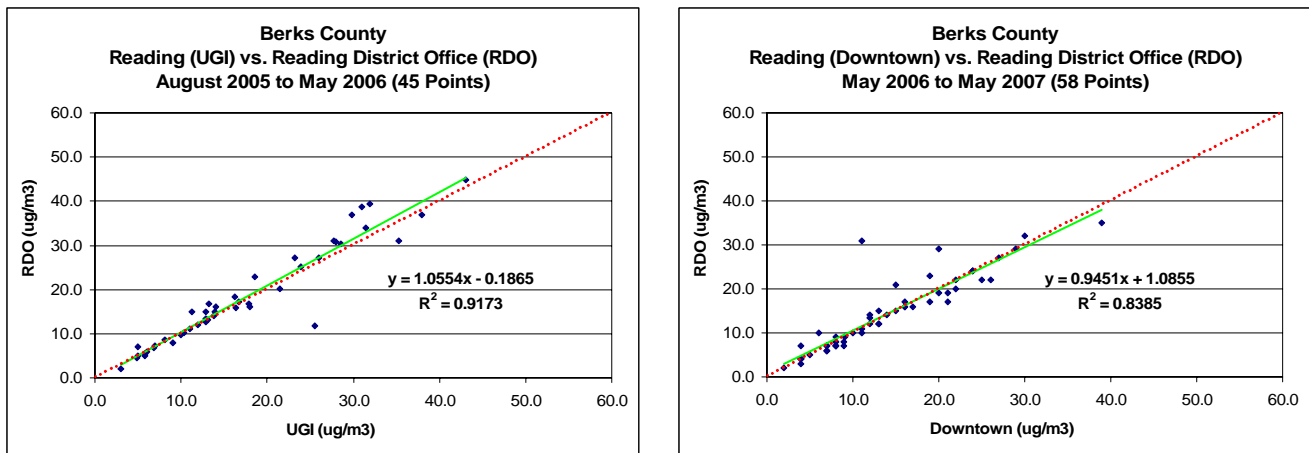 Berks County
Reading (UGI) vs. Reading District Office (RDO)
August 2005 to May 2006 (45 Points)
60.0
50.0
40.0
30.0
20.0
10.0
0.0
RDO (ug/m3)
y = 1.0554x - 0.1865
R² = 0.9173
0.0 10.0 20.0 30.0 40.0 50.0 60.0
UGI (ug/m3)
Berks County
Reading (Downtown) vs. Reading District Office (RDO)
May 2006 to May 2007 (58 Points)
60.0
50.0
40.0
30.0
20.0
10.0
0.0
RDO (ug/m3)
y = 0.9451x + 1.0855
R² = 0.8385
0.0 10.0 20.0 30.0 40.0 50.0 60.0
Downtown (ug/m3)